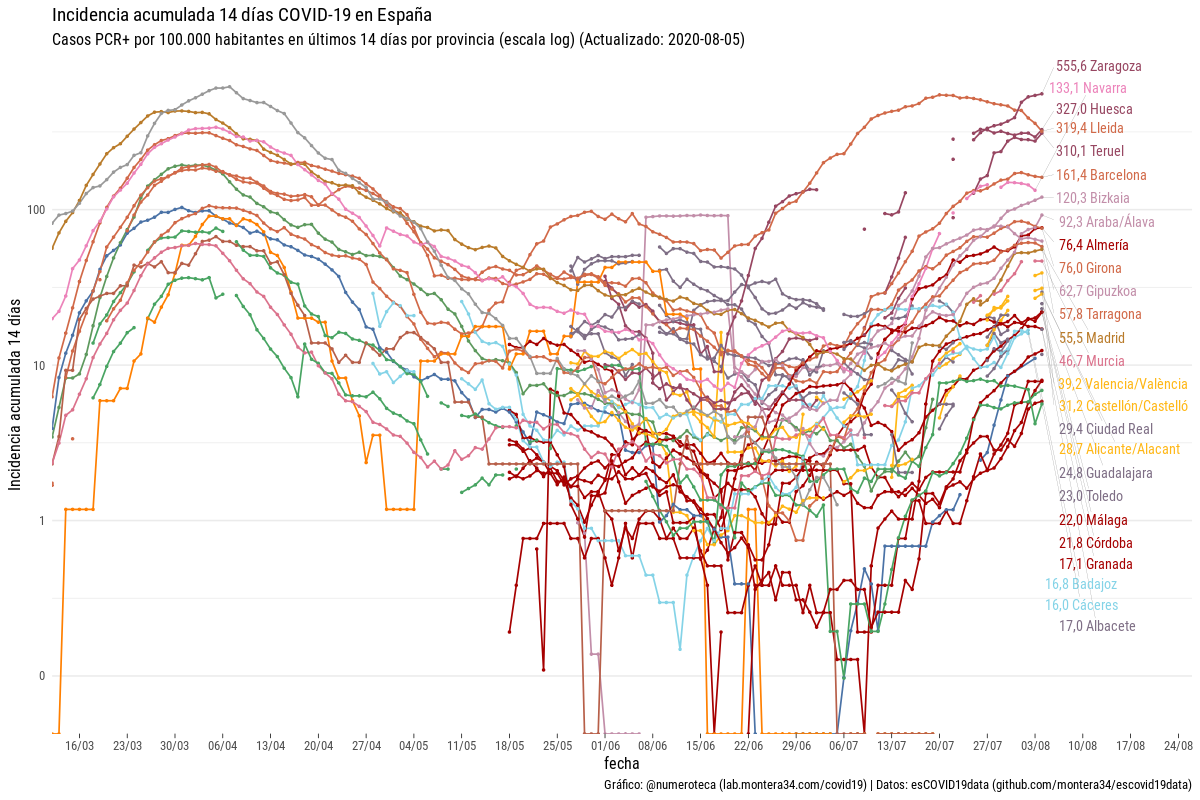 Incidencia acumulada 14 días COVID-19 en España
Casos PCR+ por 100.000 habitantes en últimos 14 días por provincia (escala log) (Actualizado: 2020-08-05)
555,6 Zaragoza
133,1 Navarra
327,0 Huesca
319,4 Lleida
310,1 Teruel
161,4 Barcelona
120,3 Bizkaia
92,3 Araba/Álava
76,4 Almería
76,0 Girona
62,7 Gipuzkoa
57,8 Tarragona
55,5 Madrid
46,7 Murcia
39,2 Valencia/València
31,2 Castellón/Castelló
29,4 Ciudad Real
28,7 Alicante/Alacant
24,8 Guadalajara
23,0 Toledo
22,0 Málaga
21,8 Córdoba
17,1 Granada
16,8 Badajoz
16,0 Cáceres
17,0 Albacete
Incidencia acumulada 14 días
100
10
1
0
16/03 23/03 30/03 06/04 13/04 20/04 27/04 04/05 11/05 18/05 25/05 01/06 08/06 15/06 22/06 29/06 06/07 13/07 20/07 27/07 03/08 10/08 17/08 24/08
fecha
Gráfico: @numeroteca (lab.montera34.com/covid19) | Datos: esCOVID19data (github.com/montera34/escovid19data)